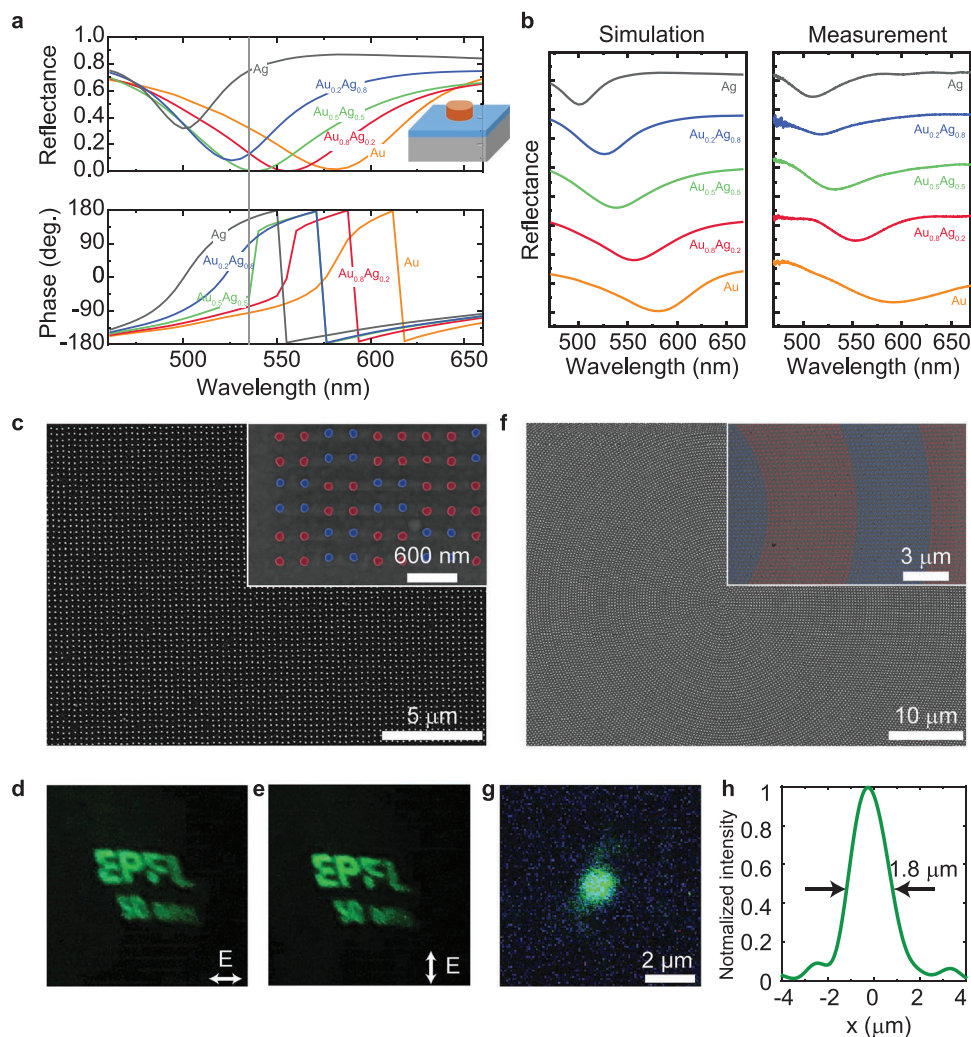 a
Reflectance
1.0
0.8
0.6
0.4
0.2
0.0
Ag
Au0.2Ag0.8
Au0.5Ag0.5
Au0.8Ag0.2
Au
Phase (deg.)
180
90
0
-90
-180
Ag
Au0.2Ag0.8
Au0.5Ag0.5
Au0.8Ag0.2
Au
500 550 600 650
Wavelength (nm)
b
Simulation
Measurement
Reflectance
Ag
Au0.2Ag0.8
Au0.5Ag0.5
Au0.8Ag0.2
Au
Ag
Au0.2Ag0.8
Au0.5Ag0.5
Au0.8Ag0.2
Au
500 550 600 650
500 550 600 650
Wavelength (nm)
Wavelength (nm)
c
600 nm
5 μm
f
3 μm
10 μm
d
EPFL
E
e
EPFL
E
g
2 μm
h
Notmalized intensity
1
0.8
0.6
0.4
0.2
0
1.8 μm
-4 -2 0 2 4
x (μm)